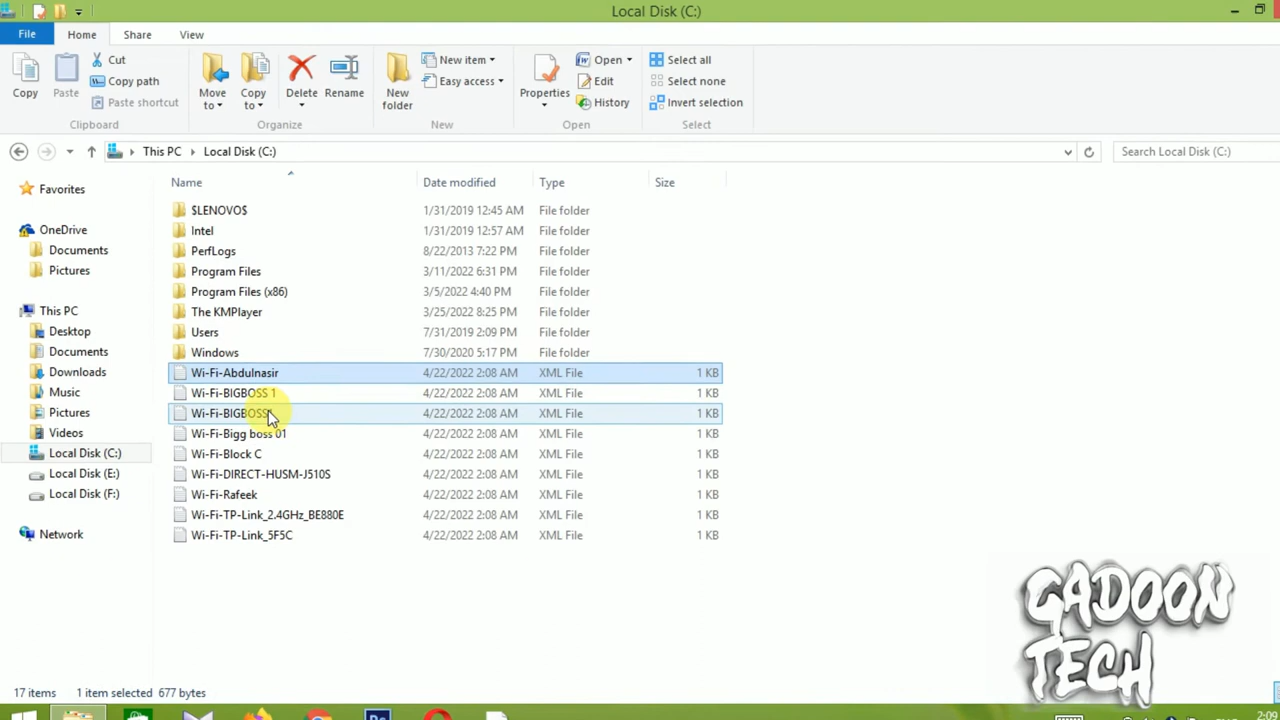 Local Disk (C:)
File Home Share View
Copy
Paste
Cut
Copy path
Paste shortcut
Clipboard
Move to
Copy to
Delete
Rename
Organize
New folder
New item
Easy access
New
Properties
Open
Edit
History
Open
Select all
Select none
Invert selection
Select
This PC Local Disk (C:) Search Local Disk (C:)
Favorites
OneDrive
Documents
Pictures
This PC
Desktop
Documents
Downloads
Music
Pictures
Videos
Local Disk (C:)
Local Disk (E:)
Local Disk (F:)
Network
Name Date modified Type Size
$LENOVO$ 1/31/2019 12:45 AM File folder
Intel 1/31/2019 12:57 AM File folder
PerfLogs 8/22/2013 7:22 PM File folder
Program Files 3/11/2022 6:31 PM File folder
Program Files (x86) 3/5/2022 4:40 PM File folder
The KMPlayer 3/25/2022 8:25 PM File folder
Users 7/31/2019 2:09 PM File folder
Windows 7/30/2020 5:17 PM File folder
Wi-Fi-Abdulnasir 4/22/2022 2:08 AM XML File 1 KB
Wi-Fi-BIGBOSS 1 4/22/2022 2:08 AM XML File 1 KB
4/22/2022 2:08 AM XML File 1 KB
Wi-Fi-Bigg boss 01 4/22/2022 2:08 AM XML File 1 KB
Wi-Fi-Block C 4/22/2022 2:08 AM XML File 1 KB
Wi-Fi-DIRECT-HUSM-J510S 4/22/2022 2:08 AM XML File 1 KB
Wi-Fi-Rafeek 4/22/2022 2:08 AM XML File 1 KB
Wi-Fi-TP-Link_2.4GHz_BE880E 4/22/2022 2:08 AM XML File 1 KB
Wi-Fi-TP-Link_5F5C 4/22/2022 2:08 AM XML File 1 KB
CADOON
TECH
17 items 1 item selected 677 bytes